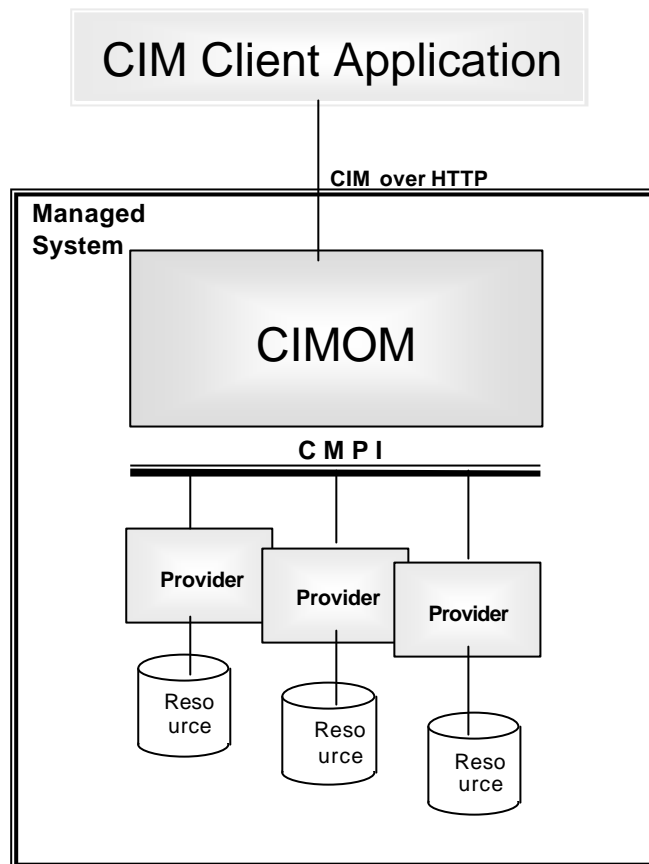 CIM Client Application
CIM over HTTP
Managed
System
CIMOM
C M P I
Provider
Provider
Provider
Reso
urce
Reso
urce
Reso
urce